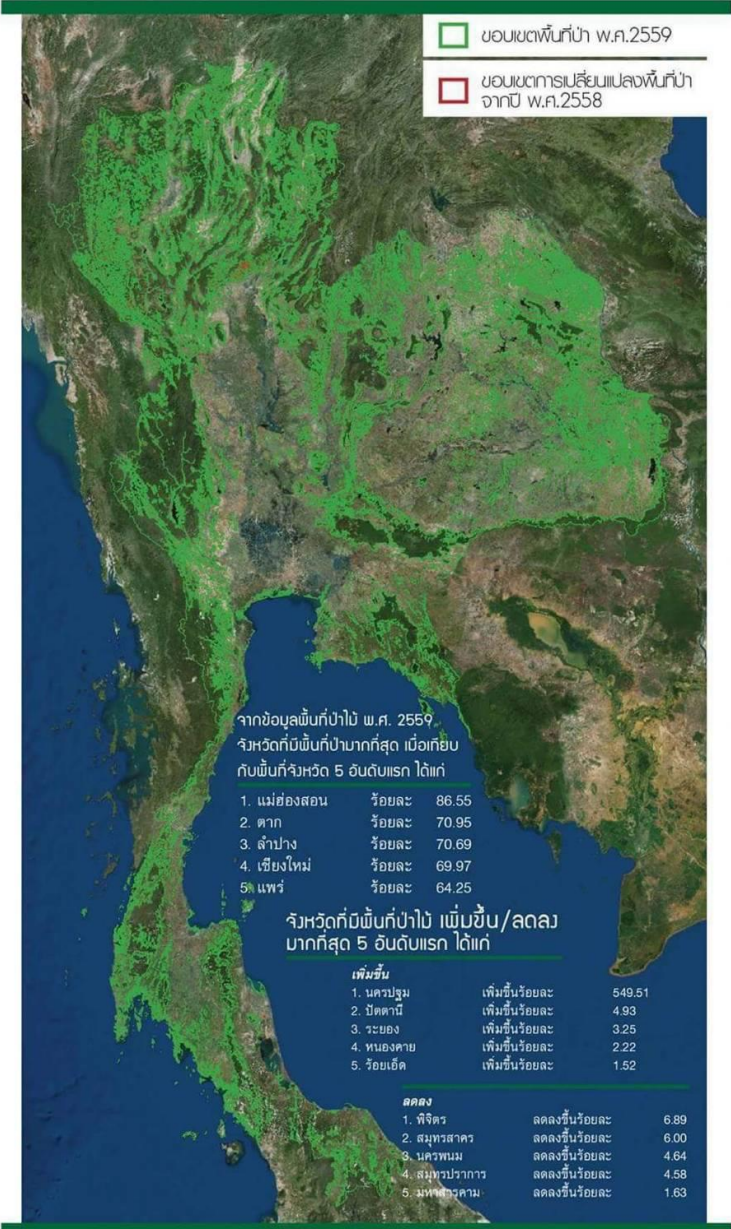 ขอบเขตพื้นที่ป่า พ.ศ.2559
ขอบเขตการเปลี่ยนแปลงพื้นที่ป่า
จากปี พ.ศ.2558
จากข้อมูลพื้นที่ป่าไม้ พ.ศ. 2559
จังหวัดที่มีพื้นที่ป่ามากที่สุด เมื่อเทียบ
กับพื้นที่จังหวัด 5 อันดับแรก ได้แก่
1. แม่ฮ่องสอน ร้อยละ 86.55
2. ตาก ร้อยละ 70.95
3. ลำปาง ร้อยละ 70.69
4. เชียงใหม่ ร้อยละ 69.97
5. แพร่ ร้อยละ 64.25
จังหวัดที่มีพื้นที่ป่าไม้ เพิ่มขึ้น/ลดลง
มากที่สุด 5 อันดับแรก ได้แก่
เพิ่มขึ้น
1. นครปฐม เพิ่มขึ้นร้อยละ 549.51
2. ปัตตานี เพิ่มขึ้นร้อยละ 4.93
3. ระยอง เพิ่มขึ้นร้อยละ 3.25
4. หนองคาย เพิ่มขึ้นร้อยละ 2.22
5. ร้อยเอ็ด เพิ่มขึ้นร้อยละ 1.52
ลดลง
1. พิจิตร ลดลงขึ้นร้อยละ 6.89
2. สมุทรสาคร ลดลงขึ้นร้อยละ 6.00
3. นครพนม ลดลงขึ้นร้อยละ 4.64
4. สมุทรปราการ ลดลงขึ้นร้อยละ 4.58
5. มหาสารคาม ลดลงขึ้นร้อยละ 1.63